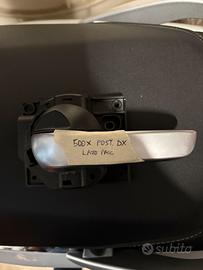 500X POST. DX
LATO PASS.
subito